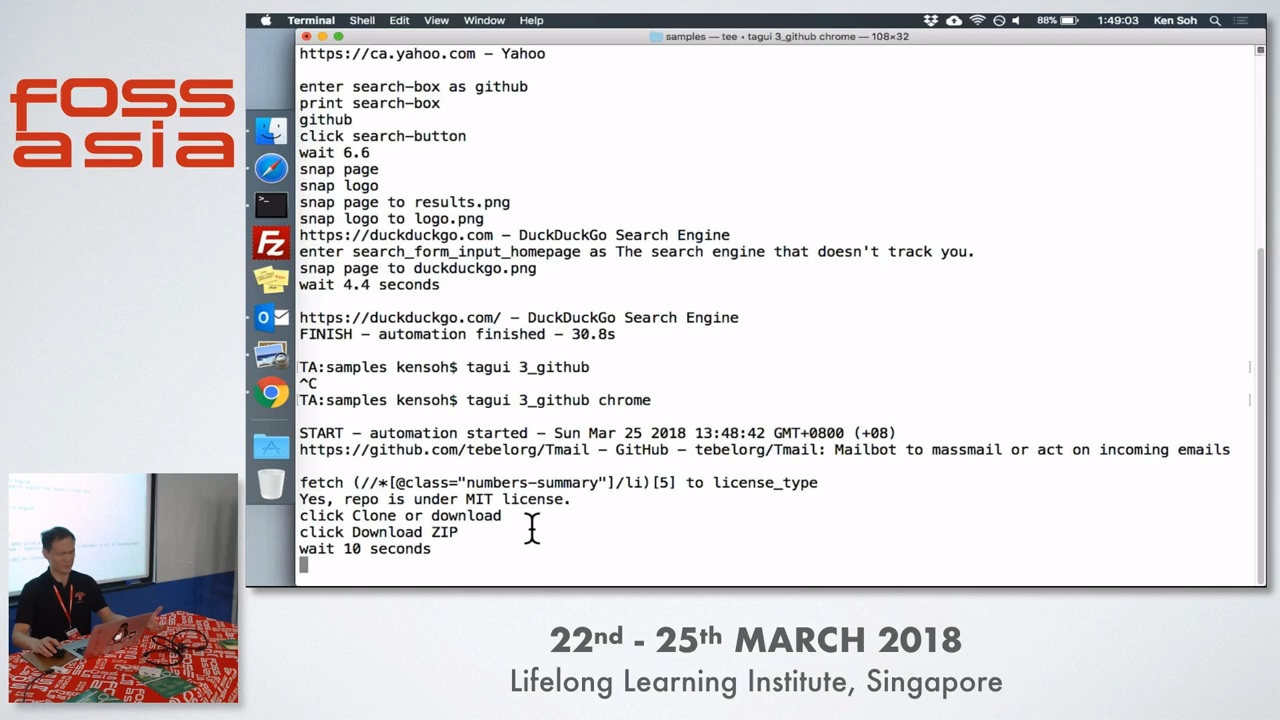 foss
asia
Terminal Shell Edit View Window Help 88% 1:49:03 Ken Soh
samples — tee • tagui 3_github chrome — 108×32
https://ca.yahoo.com – Yahoo
enter search-box as github
print search-box
github
click search-button
wait 6.6
snap page
snap logo
snap page to results.png
snap logo to logo.png
https://duckduckgo.com – DuckDuckGo Search Engine
enter search_form_input_homepage as The search engine that doesn't track you.
snap page to duckduckgo.png
wait 4.4 seconds
https://duckduckgo.com/ – DuckDuckGo Search Engine
FINISH – automation finished – 30.8s
TA:samples kensoh$ tagui 3_github
^C
TA:samples kensoh$ tagui 3_github chrome
START – automation started – Sun Mar 25 2018 13:48:42 GMT+0800 (+08)
https://github.com/tebelorg/Tmail – GitHub – tebelorg/Tmail: Mailbot to massmail or act on incoming emails
fetch (//*[@class="numbers-summary"]/li)[5] to license_type
Yes, repo is under MIT license.
click Clone or download
click Download ZIP
wait 10 seconds
22nd - 25th MARCH 2018
Lifelong Learning Institute, Singapore